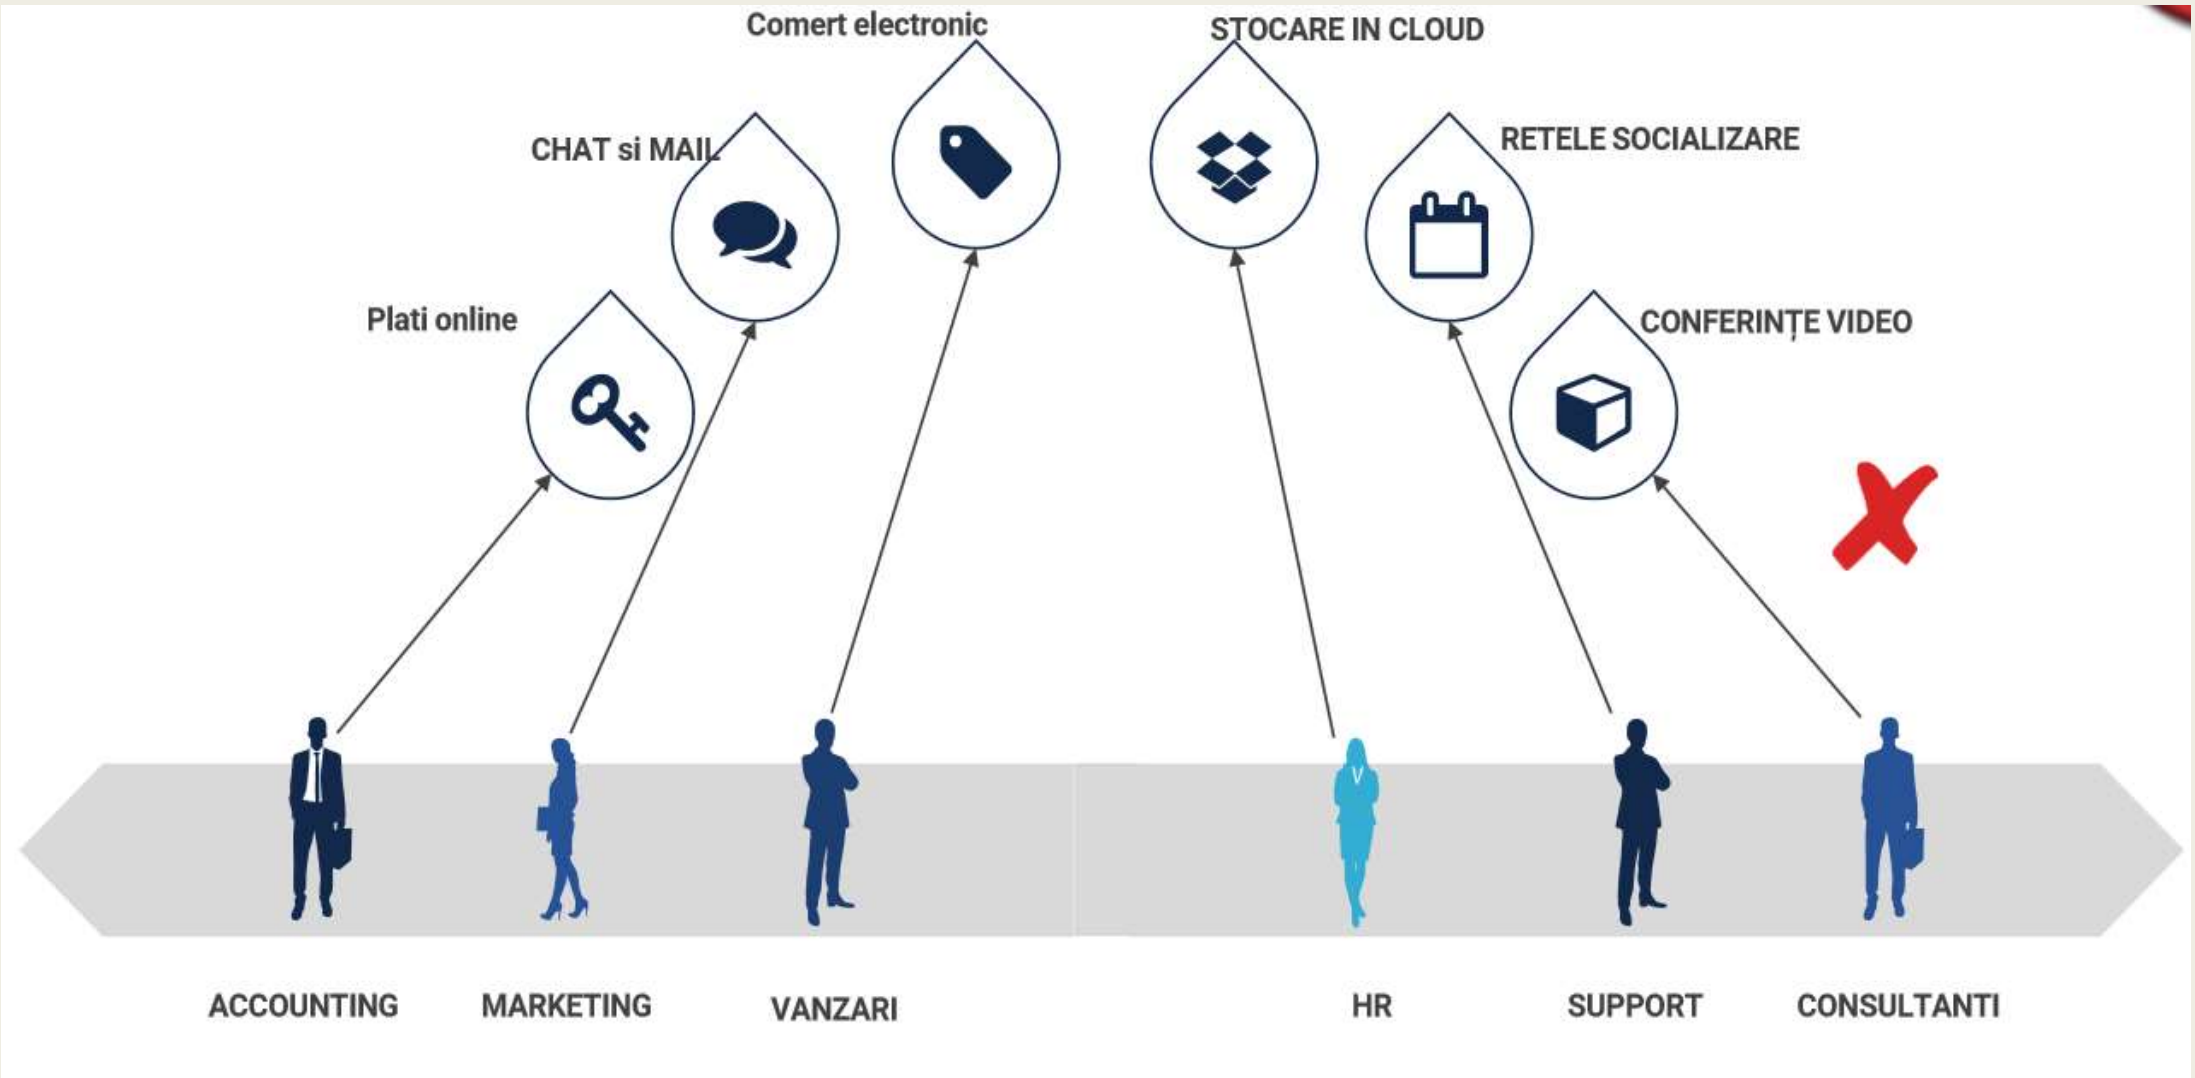 Comert electronic
STOCARE IN CLOUD
CHAT si MAIL
RETELE SOCIALIZARE
Plati online
CONFERINȚE VIDEO
ACCOUNTING
MARKETING
VANZARI
HR
SUPPORT
CONSULTANTI